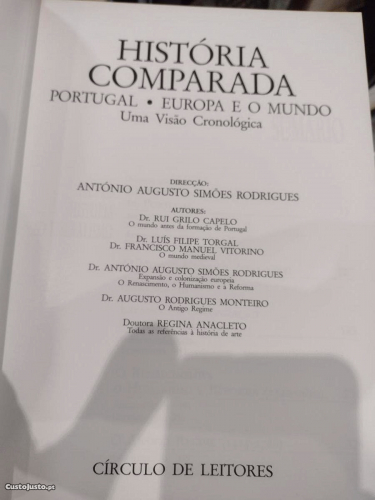 HISTÓRIA
COMPARADA
PORTUGAL • EUROPA E O MUNDO
Uma Visão Cronológica
DIRECÇÃO:
ANTÓNIO AUGUSTO SIMÕES RODRIGUES
AUTORES:
Dr. RUI GRILO CAPELO
O mundo antes da formação de Portugal
Dr. LUÍS FILIPE TORGAL
Dr. FRANCISCO MANUEL VITORINO
O mundo medieval
Dr. ANTÓNIO AUGUSTO SIMÕES RODRIGUES
Expansão e colonização europeia
O Renascimento, o Humanismo e a Reforma
Dr. AUGUSTO RODRIGUES MONTEIRO
O Antigo Regime
Doutora REGINA ANACLETO
Todas as referências à história de arte
CÍRCULO DE LEITORES
CustoJusto.pt